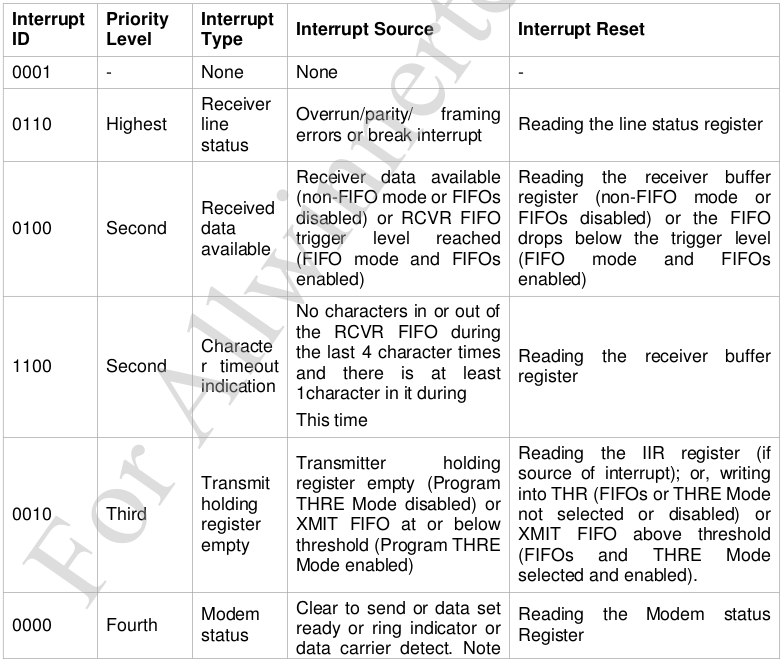 Interrupt ID Priority Level Interrupt Type Interrupt Source Interrupt Reset
0001 - None None -
0110 Highest Receiver line status Overrun/parity/ framing errors or break interrupt Reading the line status register
0100 Second Received data available Receiver data available (non-FIFO mode or FIFOs disabled) or RCVR FIFO trigger level reached (FIFO mode and FIFOs enabled) Reading the receiver buffer register (non-FIFO mode or FIFOs disabled) or the FIFO drops below the trigger level (FIFO mode and FIFOs enabled)
1100 Second Characte r timeout indication No characters in or out of the RCVR FIFO during the last 4 character times and there is at least 1character in it during This time Reading the receiver buffer register
0010 Third Transmit holding register empty Transmitter holding register empty (Program THRE Mode disabled) or XMIT FIFO at or below threshold (Program THRE Mode enabled) Reading the IIR register (if source of interrupt); or, writing into THR (FIFOs or THRE Mode not selected or disabled) or XMIT FIFO above threshold (FIFOs and THRE Mode selected and enabled).
0000 Fourth Modem status Clear to send or data set ready or ring indicator or data carrier detect. Note Reading the Modem status Register
For Allwinner